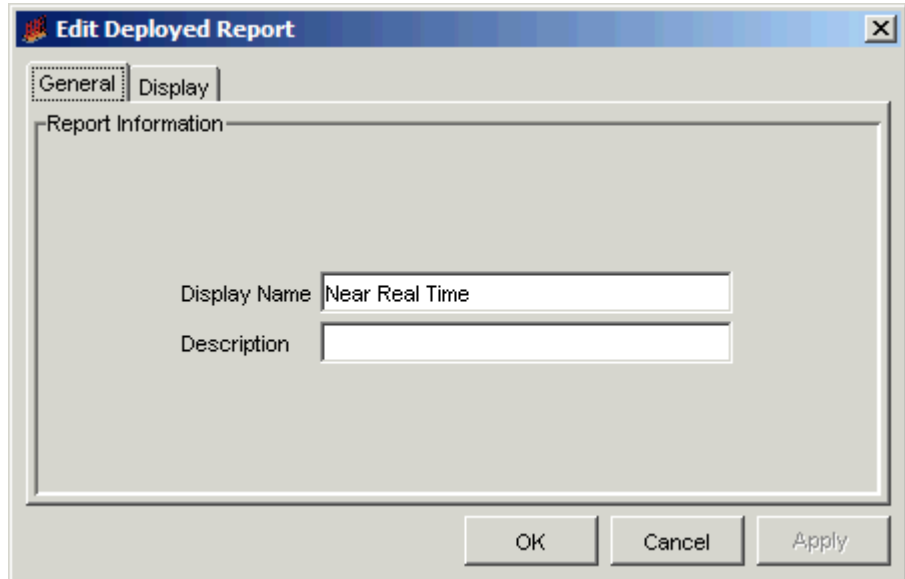 Edit Deployed Report
General Display
Report Information
Display Name Near Real Time
Description
OK Cancel Apply